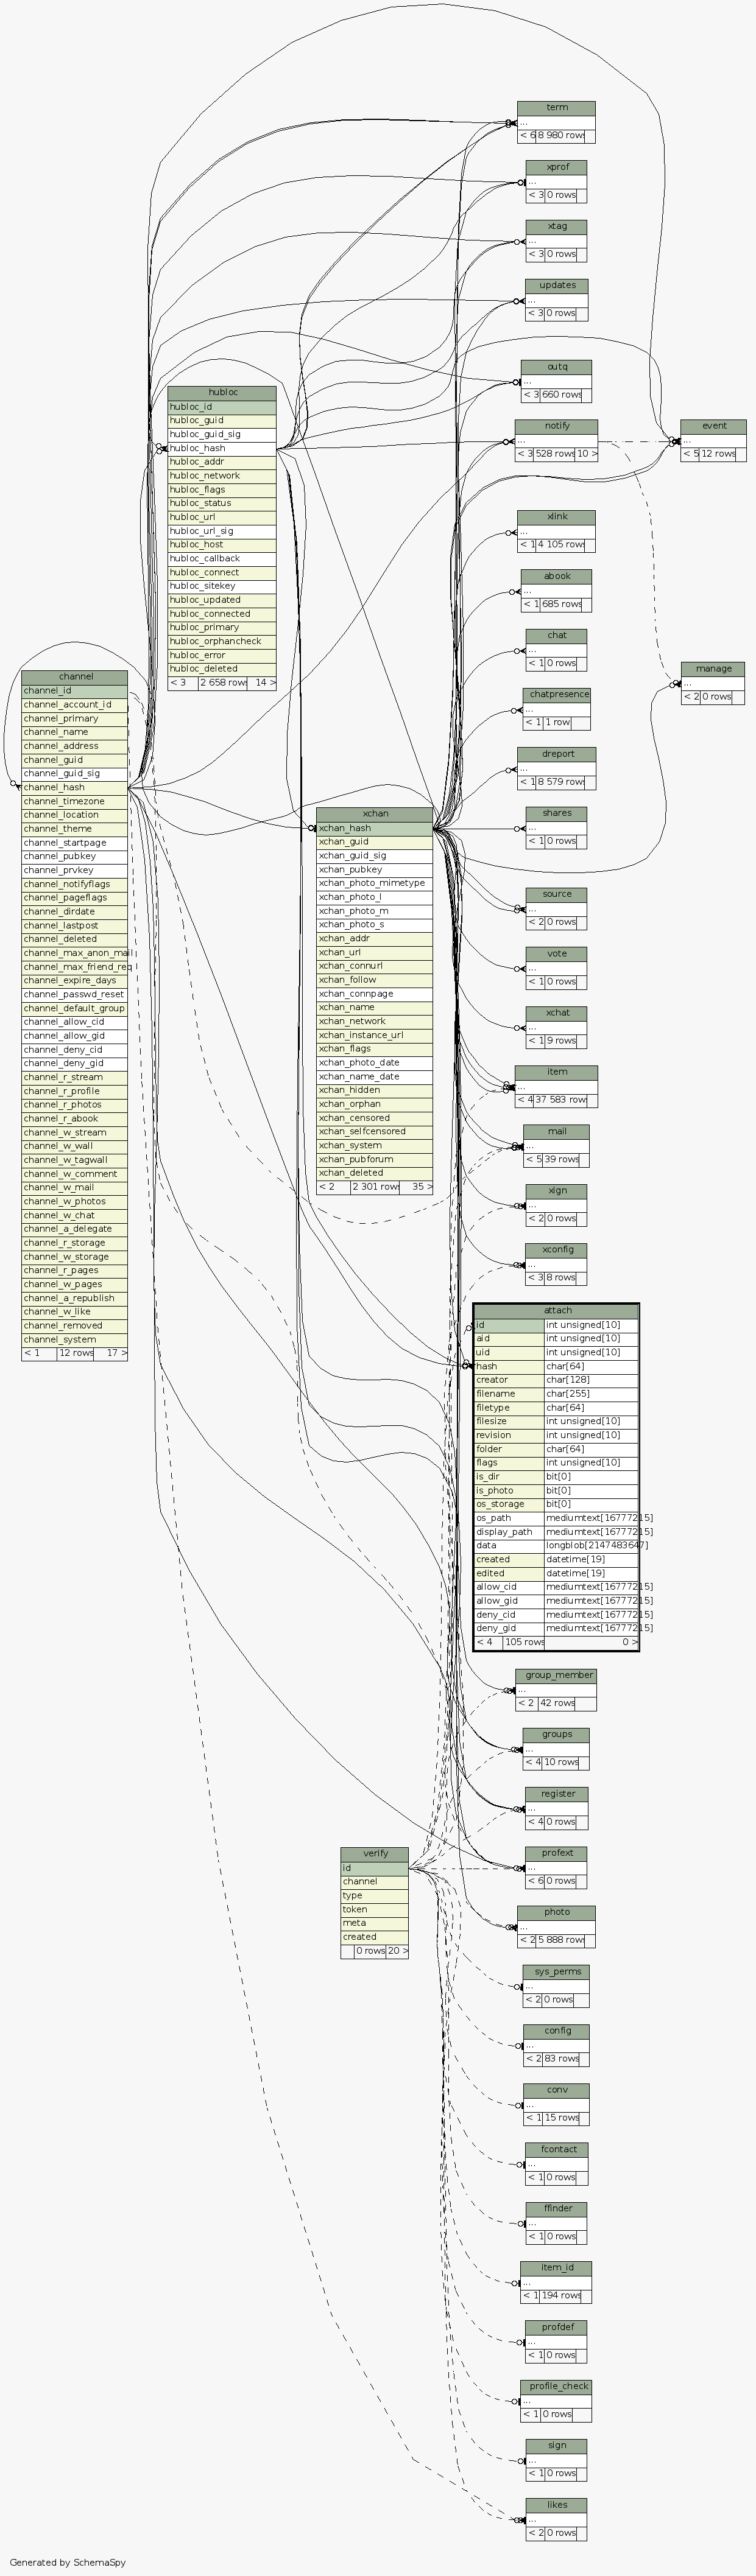 term
...
< 6 8 980 rows
xprof
...
< 3 0 rows
xtag
...
< 3 0 rows
updates
...
< 3 0 rows
outq
...
< 3 660 rows
notify
...
< 3 528 rows 10 >
event
...
< 5 12 rows
hubloc
hubloc_id
hubloc_guid
hubloc_guid_sig
hubloc_hash
hubloc_addr
hubloc_network
hubloc_flags
hubloc_status
hubloc_url
hubloc_url_sig
hubloc_host
hubloc_callback
hubloc_connect
hubloc_sitekey
hubloc_updated
hubloc_connected
hubloc_primary
hubloc_orphancheck
hubloc_error
hubloc_deleted
< 3 2 658 rows 14 >
xlink
...
< 1 4 105 rows
abook
...
< 1 685 rows
chat
...
< 1 0 rows
manage
...
< 2 0 rows
chatpresence
...
< 1 1 row
dreport
...
< 1 8 579 rows
shares
...
< 1 0 rows
source
...
< 2 0 rows
vote
...
< 1 0 rows
xchat
...
< 1 9 rows
item
...
< 4 37 583 rows
mail
...
< 5 39 rows
xign
...
< 2 0 rows
xconfig
...
< 3 8 rows
channel
channel_id
channel_account_id
channel_primary
channel_name
channel_address
channel_guid
channel_guid_sig
channel_hash
channel_timezone
channel_location
channel_theme
channel_startpage
channel_pubkey
channel_prvkey
channel_notifyflags
channel_pageflags
channel_dirdate
channel_lastpost
channel_deleted
channel_max_anon_mail
channel_max_friend_req
channel_expire_days
channel_passwd_reset
channel_default_group
channel_allow_cid
channel_allow_gid
channel_deny_cid
channel_deny_gid
channel_r_stream
channel_r_profile
channel_r_photos
channel_r_abook
channel_w_stream
channel_w_wall
channel_w_tagwall
channel_w_comment
channel_w_mail
channel_w_photos
channel_w_chat
channel_a_delegate
channel_r_storage
channel_w_storage
channel_r_pages
channel_w_pages
channel_a_republish
channel_w_like
channel_removed
channel_system
< 1 12 rows 17 >
xchan
xchan_hash
xchan_guid
xchan_guid_sig
xchan_pubkey
xchan_photo_mimetype
xchan_photo_l
xchan_photo_m
xchan_photo_s
xchan_addr
xchan_url
xchan_connurl
xchan_follow
xchan_connpage
xchan_name
xchan_network
xchan_instance_url
xchan_flags
xchan_photo_date
xchan_name_date
xchan_hidden
xchan_orphan
xchan_censored
xchan_selfcensored
xchan_system
xchan_pubforum
xchan_deleted
< 2 2 301 rows 35 >
attach
id int unsigned[10]
aid int unsigned[10]
uid int unsigned[10]
hash char[64]
creator char[128]
filename char[255]
filetype char[64]
filesize int unsigned[10]
revision int unsigned[10]
folder char[64]
flags int unsigned[10]
is_dir bit[0]
is_photo bit[0]
os_storage bit[0]
os_path mediumtext[16777215]
display_path mediumtext[16777215]
data longblob[2147483647]
created datetime[19]
edited datetime[19]
allow_cid mediumtext[16777215]
allow_gid mediumtext[16777215]
deny_cid mediumtext[16777215]
deny_gid mediumtext[16777215]
< 4 105 rows 0 >
group_member
...
< 2 42 rows
groups
...
< 4 10 rows
register
...
< 4 0 rows
verify
id
channel
type
token
meta
created
0 rows 20 >
profext
...
< 6 0 rows
photo
...
< 2 5 888 rows
sys_perms
...
< 2 0 rows
config
...
< 2 83 rows
conv
...
< 1 15 rows
fcontact
...
< 1 0 rows
ffinder
...
< 1 0 rows
item_id
...
< 1 194 rows
profdef
...
< 1 0 rows
profile_check
...
< 1 0 rows
sign
...
< 1 0 rows
likes
...
< 2 0 rows
Generated by SchemaSpy